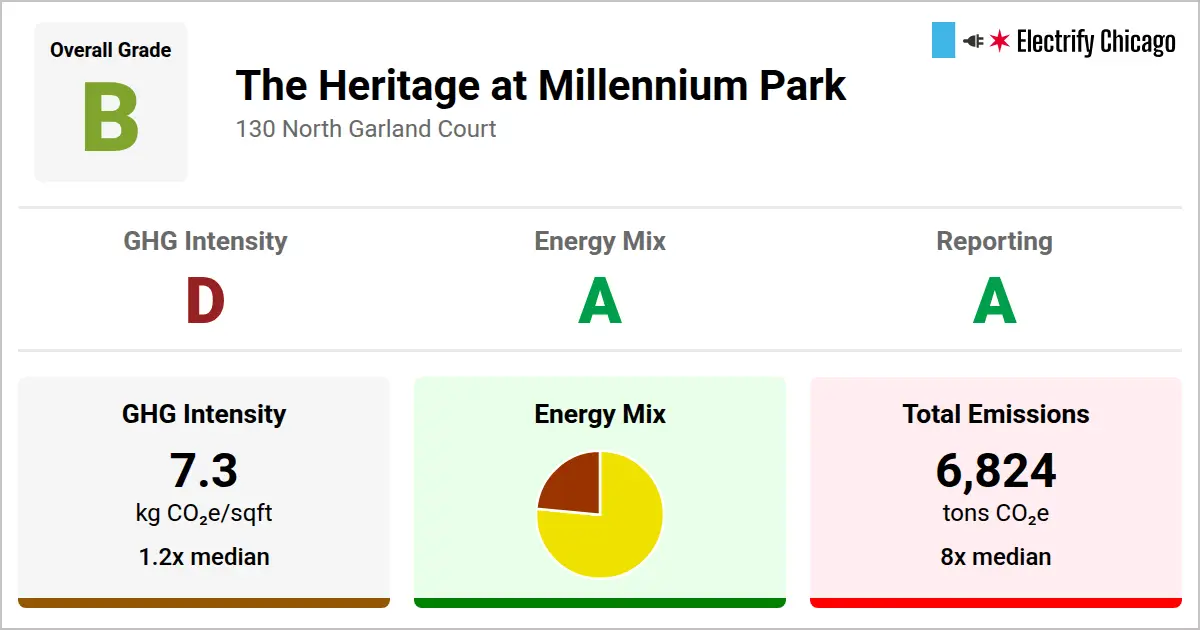 Overall Grade
B
The Heritage at Millennium Park
130 North Garland Court
Electrify Chicago
GHG Intensity
D
Energy Mix
A
Reporting
A
GHG Intensity
7.3
kg CO₂e/sqft
1.2x median
Energy Mix
Total Emissions
6,824
tons CO₂e
8x median